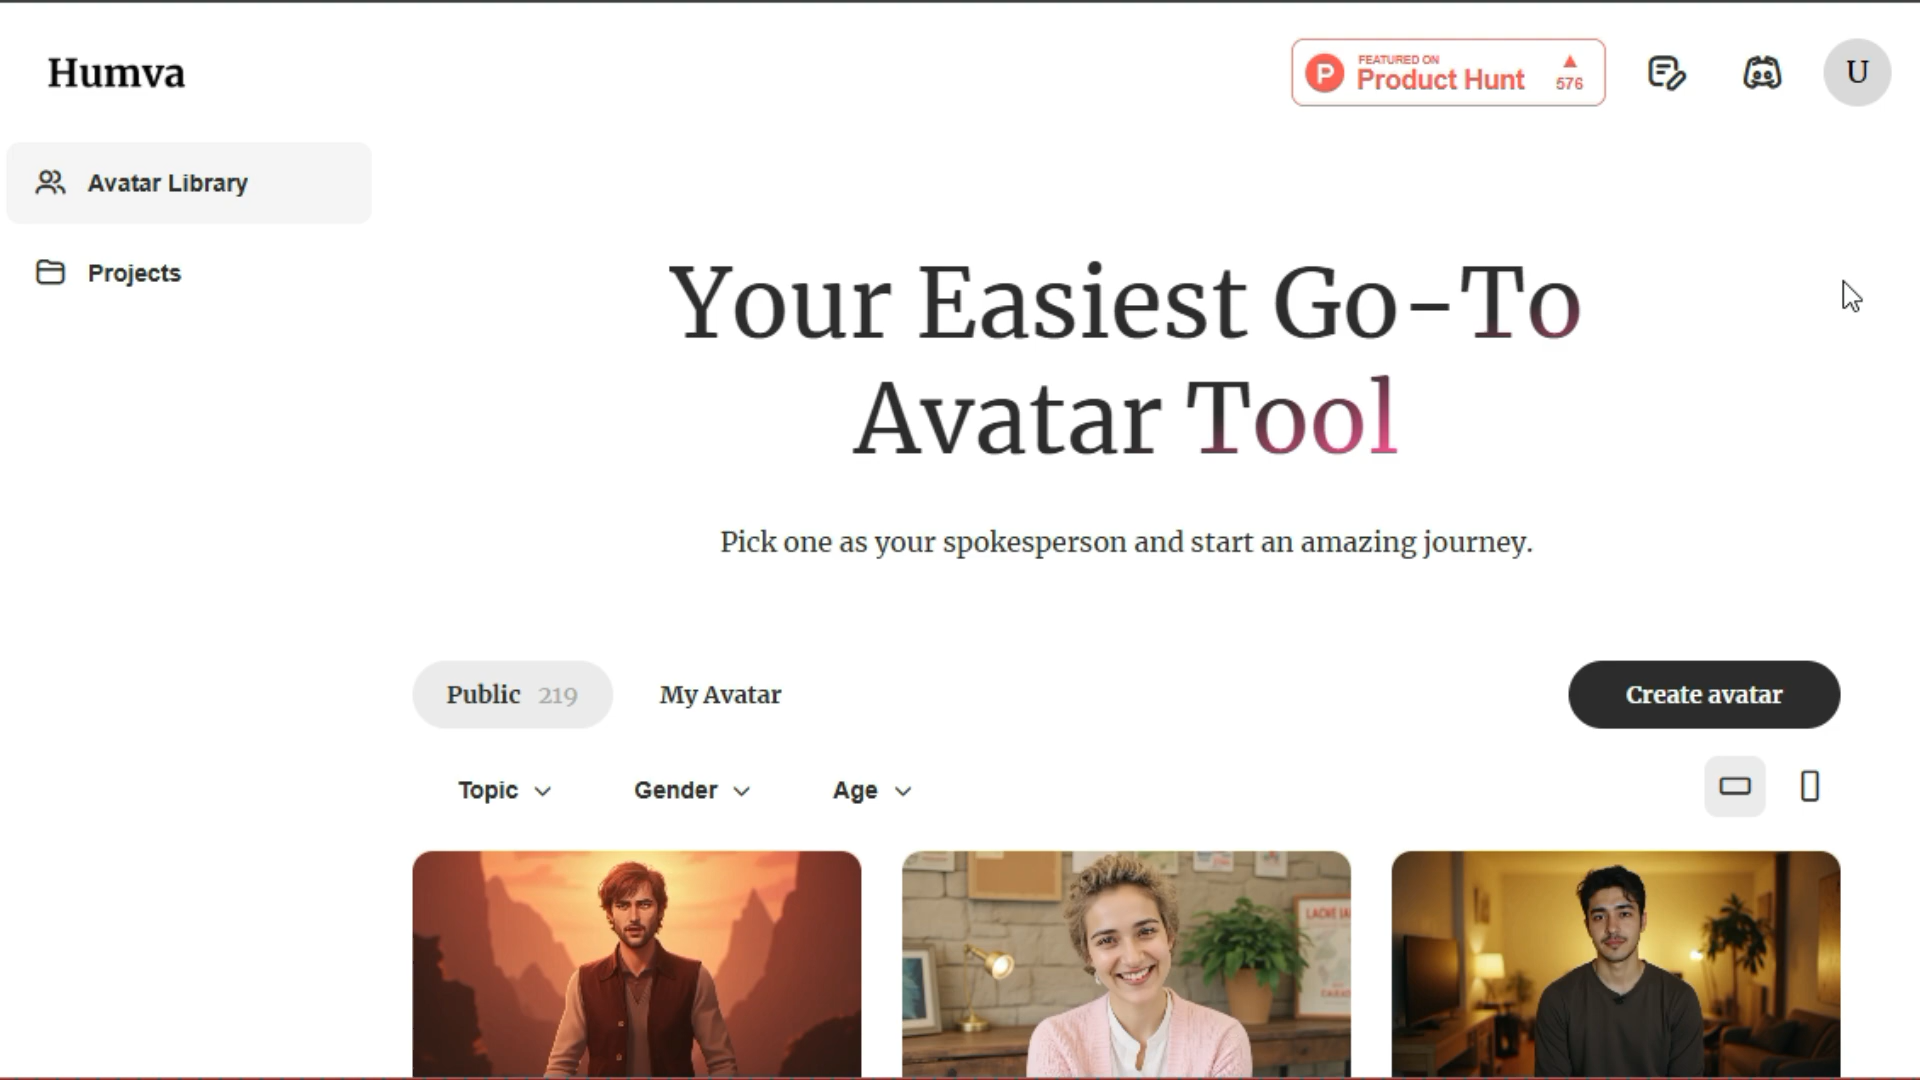 Humva
FEATURED ON
Product Hunt
576
U
Avatar Library
Projects
Your Easiest Go-To
Avatar Tool
Pick one as your spokesperson and start an amazing journey.
Public 219
My Avatar
Create avatar
Topic
Gender
Age